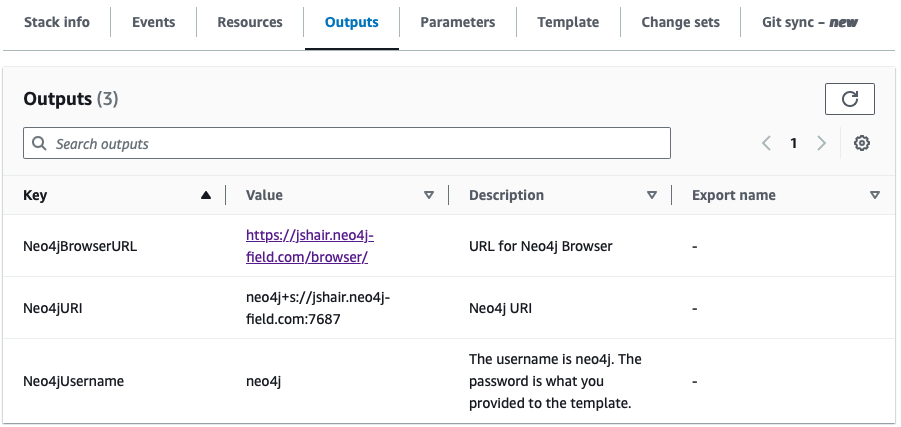 Stack info Events Resources Outputs Parameters Template Change sets Git sync - new
Outputs (3)
Search outputs
1
Key Value Description Export name
Neo4jBrowserURL https://jshair.neo4j-field.com/browser/ URL for Neo4j Browser -
Neo4jURI neo4j+s://jshair.neo4j-field.com:7687 Neo4j URI -
Neo4jUsername neo4j The username is neo4j. The password is what you provided to the template. -